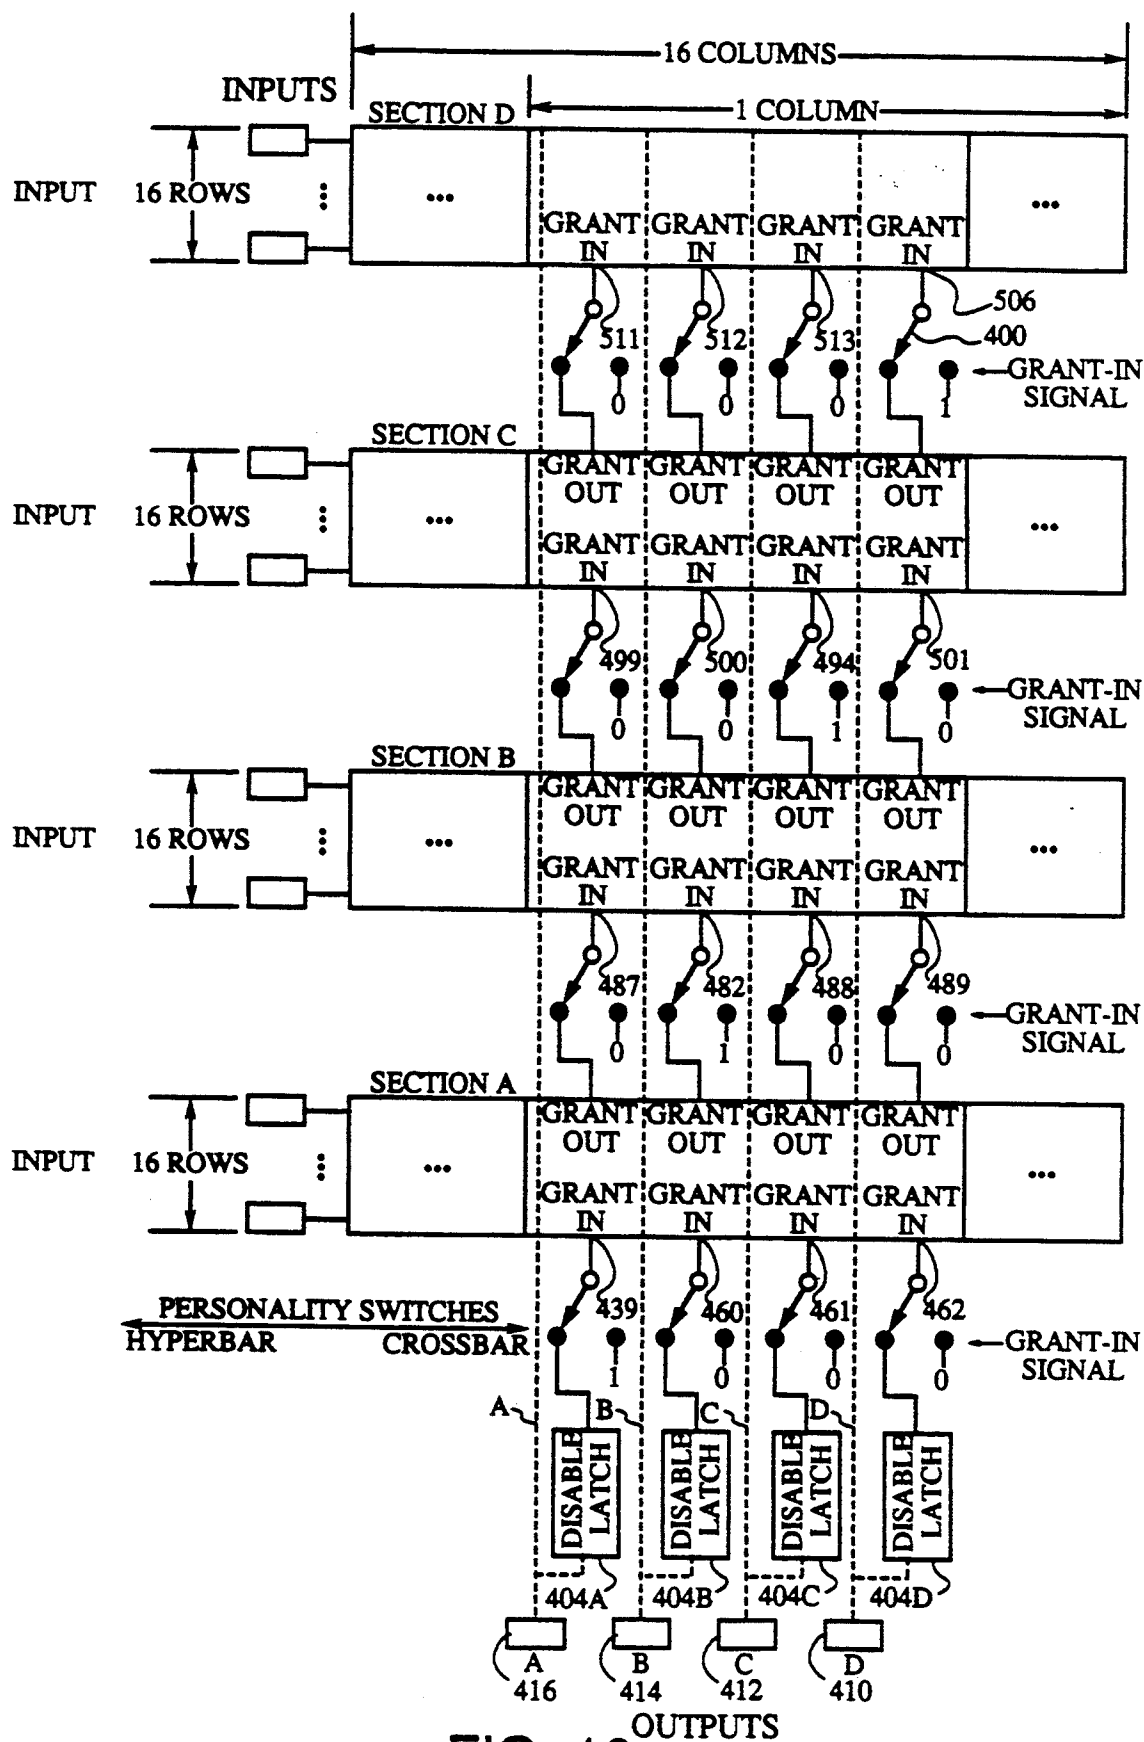 16 COLUMNS
INPUTS
SECTION D
1 COLUMN
INPUT 16 ROWS ... ...
GRANT IN GRANT IN GRANT IN GRANT IN
506
511 512 513 400
GRANT-IN SIGNAL
0 0 0 1
SECTION C
GRANT OUT GRANT OUT GRANT OUT GRANT OUT
INPUT 16 ROWS ... ...
GRANT IN GRANT IN GRANT IN GRANT IN
499 500 494 501
GRANT-IN SIGNAL
0 0 1 0
SECTION B
GRANT OUT GRANT OUT GRANT OUT GRANT OUT
INPUT 16 ROWS ... ...
GRANT IN GRANT IN GRANT IN GRANT IN
487 482 488 489
GRANT-IN SIGNAL
0 1 0 0
SECTION A
GRANT OUT GRANT OUT GRANT OUT GRANT OUT
INPUT 16 ROWS ... ...
GRANT IN GRANT IN GRANT IN GRANT IN
PERSONALITY SWITCHES
439 460 461 462
HYPERBAR CROSSBAR
GRANT-IN SIGNAL
1 0 0 0
A B C D
DISABLE LATCH DISABLE LATCH DISABLE LATCH DISABLE LATCH
404A 404B 404C 404D
A B C D
416 414 412 410
OUTPUTS